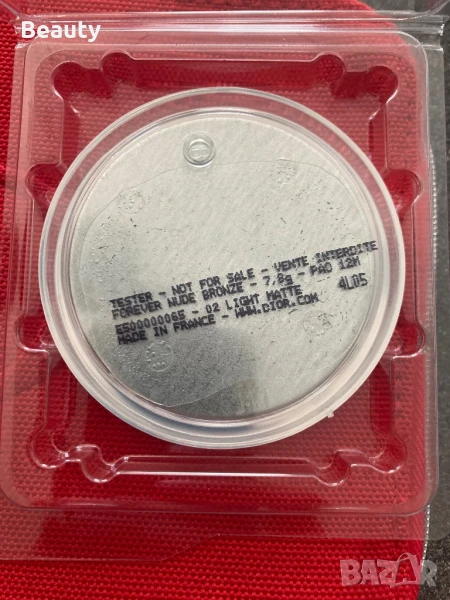 Beauty
TESTER - NOT FOR SALE - VENTE INTERDITE
FOREVER NUDE BRONZE - 7,8g - PAO 12M
E500000065 - 02 LIGHT MATTE 4L05
MADE IN FRANCE - WWW.DIOR.COM
BAZAR